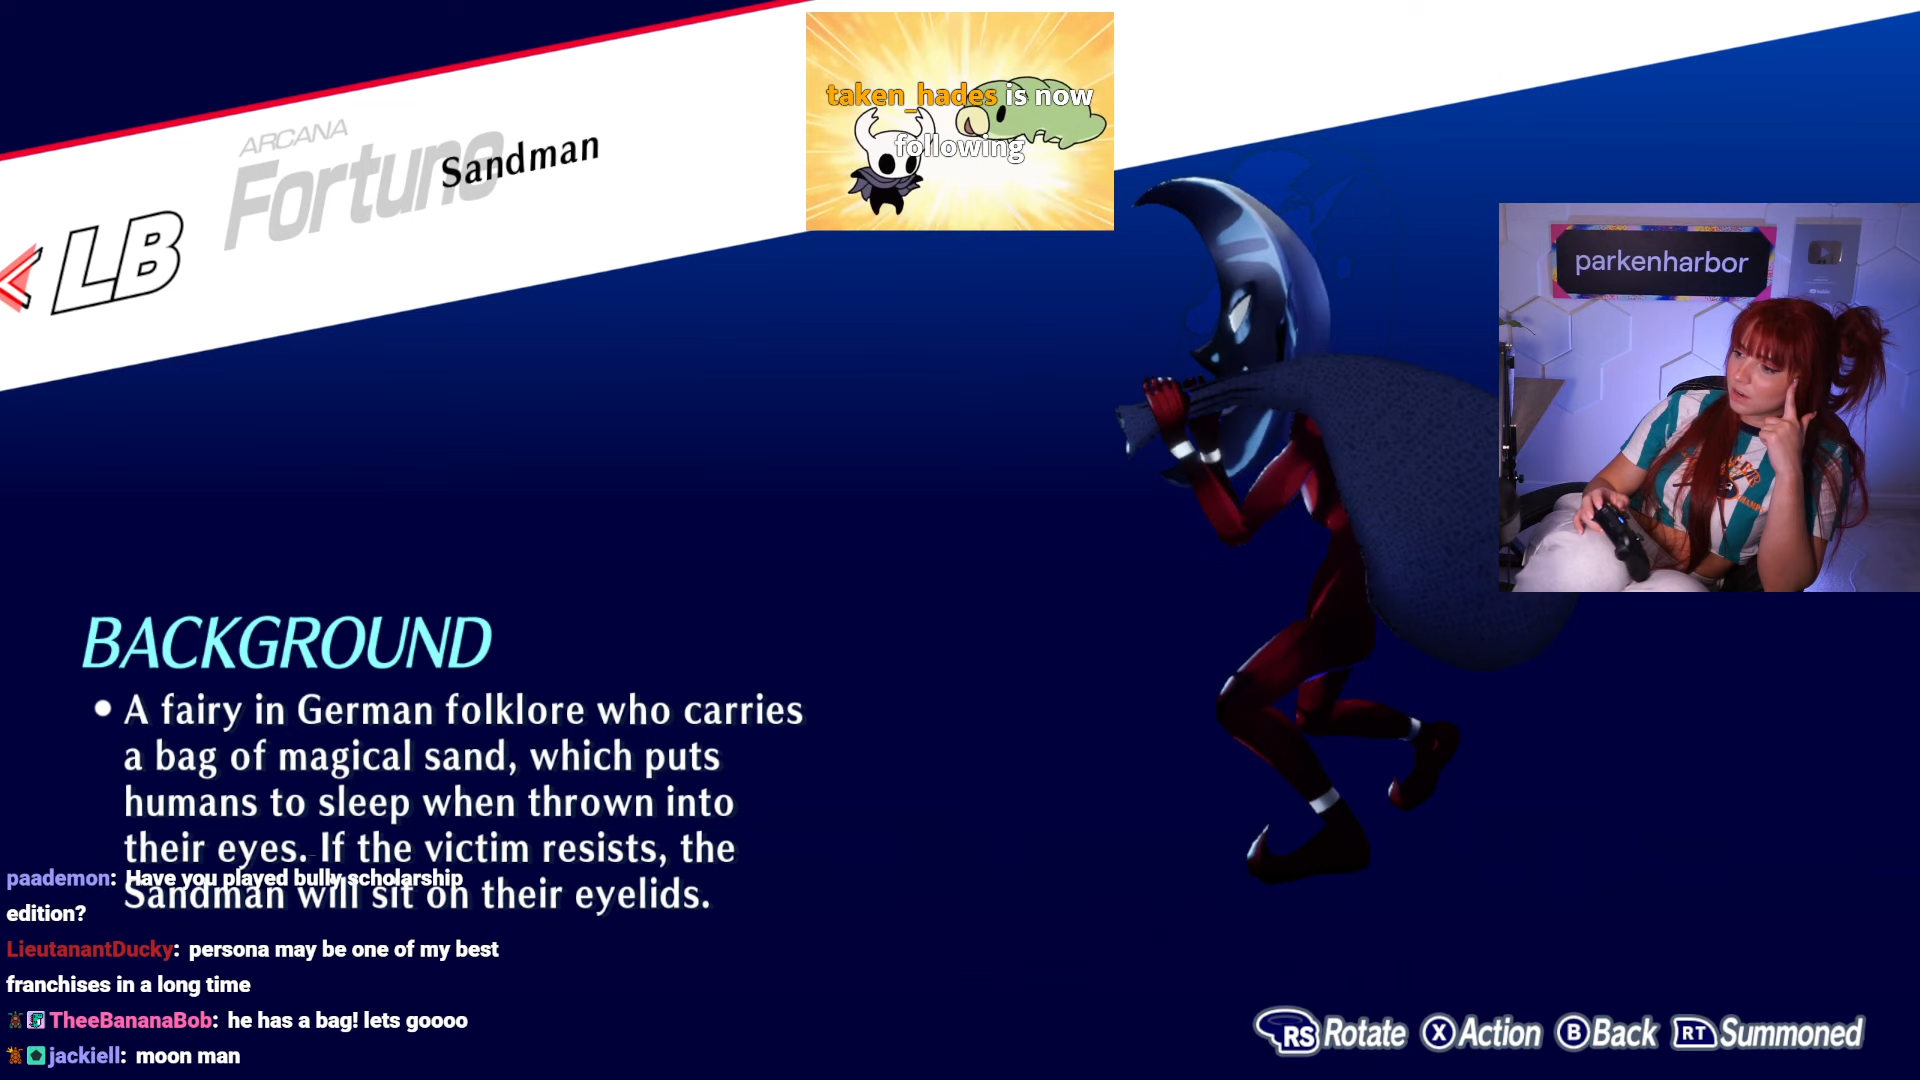 ARCANA
Fortune
Sandman
LB
taken_hades is now
following
parkenharbor
BACKGROUND
• A fairy in German folklore who carries
a bag of magical sand, which puts
humans to sleep when thrown into
their eyes. If the victim resists, the
Sandman will sit on their eyelids.
paademon: Have you played bully scholarship
edition?
LieutanantDucky: persona may be one of my best
franchises in a long time
TheeBananaBob: he has a bag! lets goooo
jackiell: moon man
RS Rotate X Action B Back RT Summoned